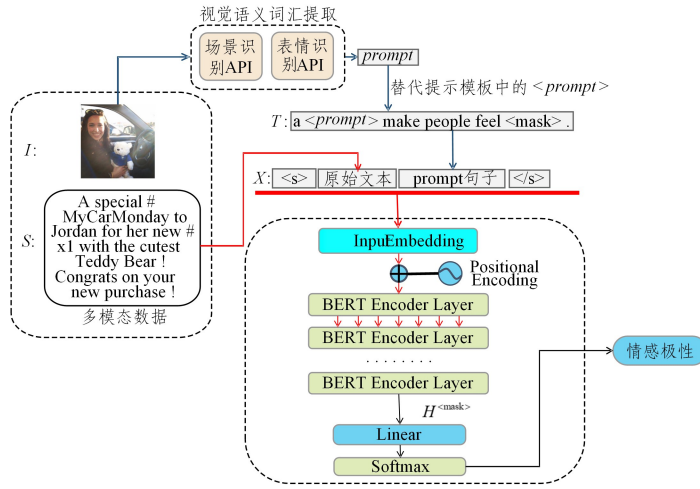 视觉语义词汇提取
场景识
别API
表情识
别API
prompt
替代提示模板中的 <prompt>
T: a <prompt> make people feel <mask> .
I:
X: <s> 原始文本 prompt句子 </s>
S:
A special #
MyCarMonday to
Jordan for her new #
x1 with the cutest
Teddy Bear !
Congrats on your
new purchase !
多模态数据
InpuEmbedding
Positional
Encoding
BERT Encoder Layer
BERT Encoder Layer
. . . . . . . .
BERT Encoder Layer
H<mask>
Linear
Softmax
情感极性